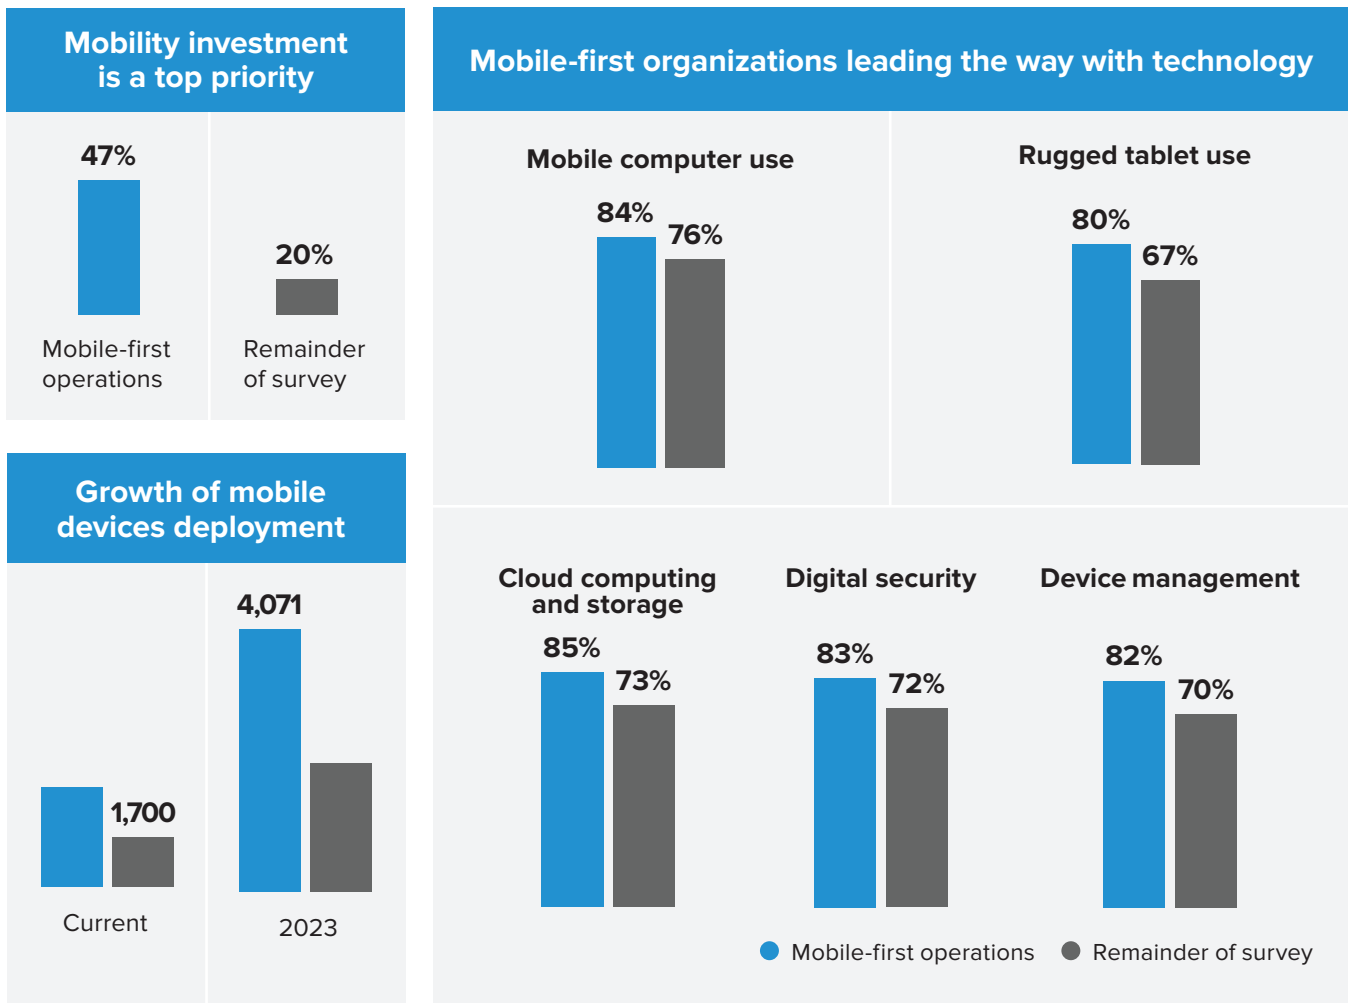 Mobility investment
is a top priority
47%
20%
Mobile-first
operations
Remainder
of survey
Growth of mobile
devices deployment
1,700
4,071
Current
2023
Mobile-first organizations leading the way with technology
Mobile computer use
84%
76%
Rugged tablet use
80%
67%
Cloud computing
and storage
85%
73%
Digital security
83%
72%
Device management
82%
70%
Mobile-first operations
Remainder of survey